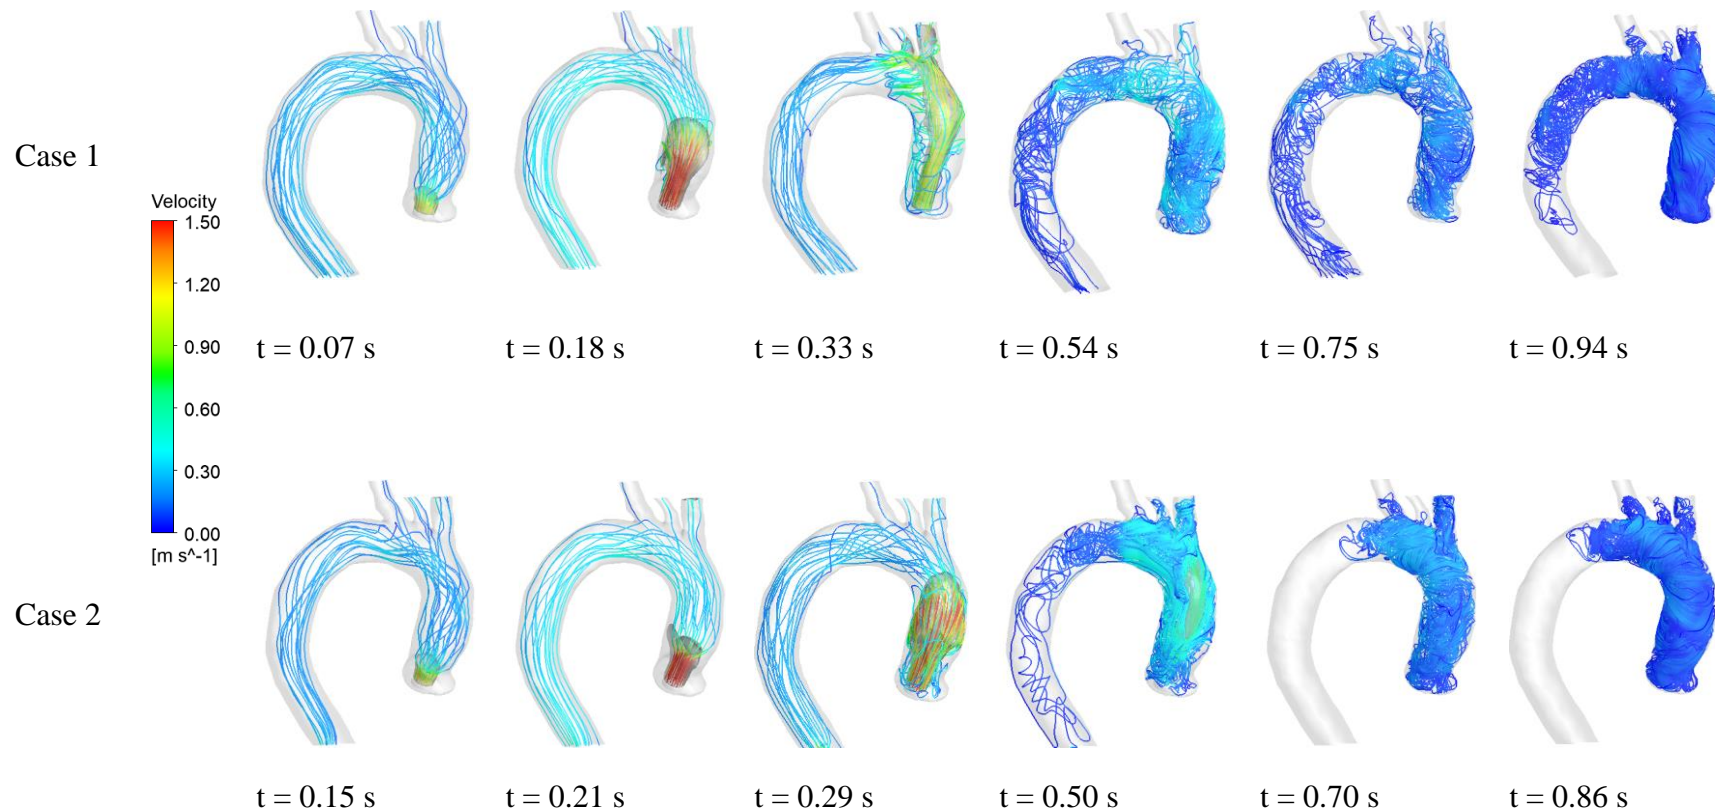 Case 1
Velocity
1.50
1.20
0.90
0.60
0.30
0.00
[m s^-1]
t = 0.07 s
t = 0.18 s
t = 0.33 s
t = 0.54 s
t = 0.75 s
t = 0.94 s
Case 2
t = 0.15 s
t = 0.21 s
t = 0.29 s
t = 0.50 s
t = 0.70 s
t = 0.86 s